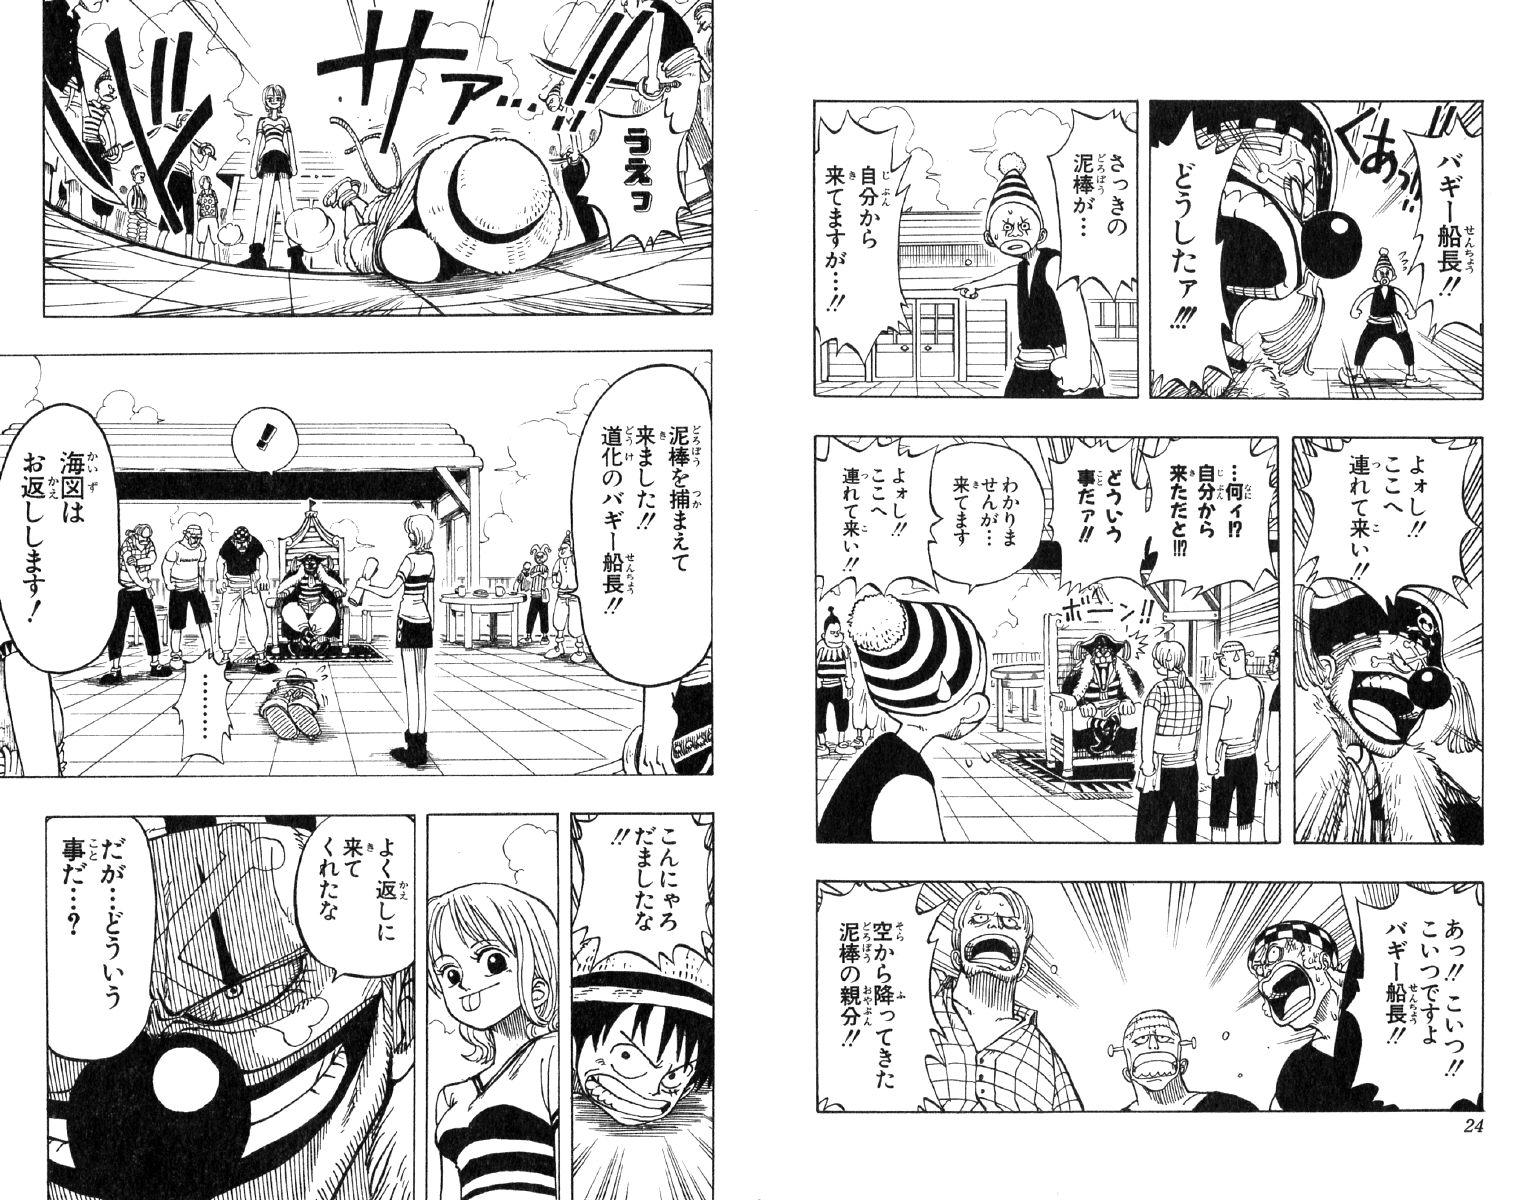 バギー船長!!
どうしたァ!!!
くあっ!!
さっきの
泥棒が…
自分から
来てますが…!!
よォし!!
ここへ
連れて来い!!
…何ィ!?
自分から
来ただと!!?
どういう
事だァ!!
ボーン!!
わかりま
せんが…
来てます
よォし!!
ここへ
連れて来い!!
あっ!! こいつ!!
こいつですよ
バギー船長!!
空から降ってきた
泥棒の親分!!
24
ザァ…!!
ドバ
うえっ
泥棒を捕まえて
来ました!!
道化のバギー船長!!
!
海図は
お返しします!
………
こんにゃろ
だましたな
!!
よく返しに
来て
くれたな
だが…どういう
事だ…?